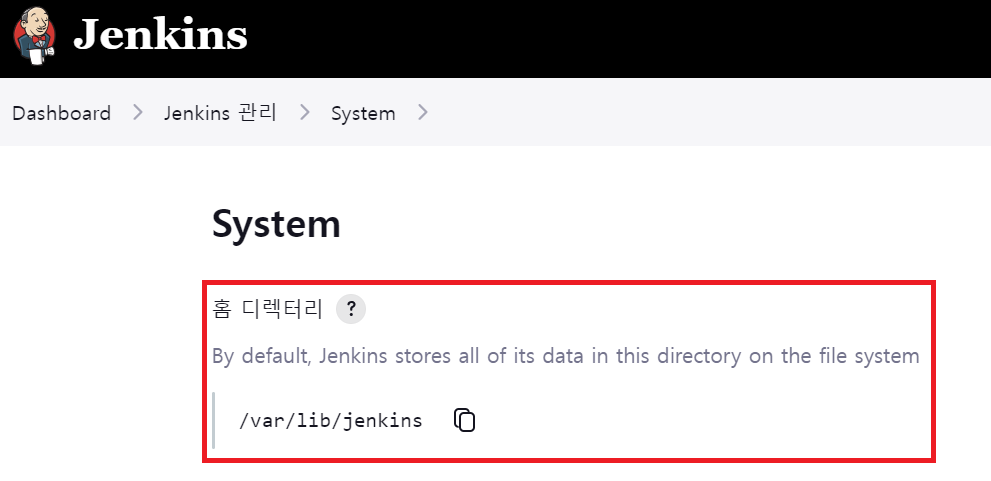 Jenkins
Dashboard > Jenkins 관리 > System >
System
홈 디렉터리 ?
By default, Jenkins stores all of its data in this directory on the file system
/var/lib/jenkins